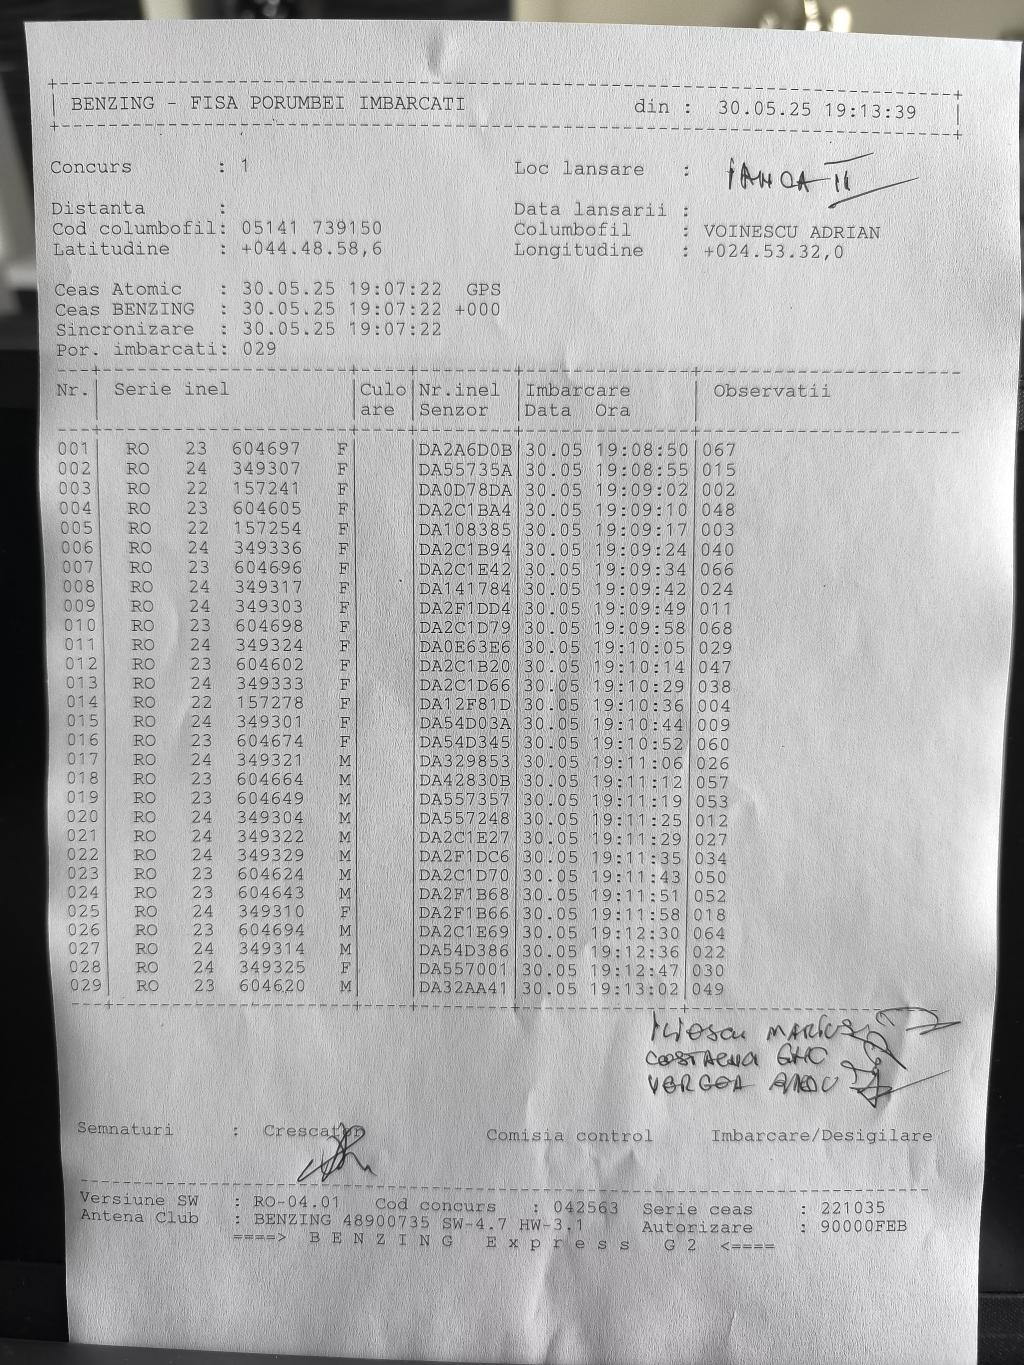 BENZING - FISA PORUMBEI IMBARCATI din : 30.05.25 19:13:39
Concurs : 1 Loc lansare : IANCA II
Distanta : Data lansarii :
Cod columbofil: 05141 739150 Columbofil : VOINESCU ADRIAN
Latitudine : +044.48.58,6 Longitudine : +024.53.32,0
Ceas Atomic : 30.05.25 19:07:22 GPS
Ceas BENZING : 30.05.25 19:07:22 +000
Sincronizare : 30.05.25 19:07:22
Por. imbarcati: 029
Nr. Serie inel Culo Nr.inel Imbarcare Observatii
are Senzor Data Ora
001 RO 23 604697 F DA2A6D0B 30.05 19:08:50 067
002 RO 24 349307 F DA55735A 30.05 19:08:55 015
003 RO 22 157241 F DA0D78DA 30.05 19:09:02 002
004 RO 23 604605 F DA2C1BA4 30.05 19:09:10 048
005 RO 22 157254 F DA108385 30.05 19:09:17 003
006 RO 24 349336 F DA2C1B94 30.05 19:09:24 040
007 RO 23 604696 F DA2C1E42 30.05 19:09:34 066
008 RO 24 349317 F DA141784 30.05 19:09:42 024
009 RO 24 349303 F DA2F1DD4 30.05 19:09:49 011
010 RO 23 604698 F DA2C1D79 30.05 19:09:58 068
011 RO 24 349324 F DA0E63E6 30.05 19:10:05 029
012 RO 23 604602 F DA2C1B20 30.05 19:10:14 047
013 RO 24 349333 F DA2C1D66 30.05 19:10:29 038
014 RO 22 157278 F DA12F81D 30.05 19:10:36 004
015 RO 24 349301 F DA54D03A 30.05 19:10:44 009
016 RO 23 604674 F DA54D345 30.05 19:10:52 060
017 RO 24 349321 M DA329853 30.05 19:11:06 026
018 RO 23 604664 M DA42830B 30.05 19:11:12 057
019 RO 23 604649 M DA557357 30.05 19:11:19 053
020 RO 24 349304 M DA557248 30.05 19:11:25 012
021 RO 24 349322 M DA2C1E27 30.05 19:11:29 027
022 RO 24 349329 M DA2F1DC6 30.05 19:11:35 034
023 RO 23 604624 M DA2C1D70 30.05 19:11:43 050
024 RO 23 604643 M DA2F1B68 30.05 19:11:51 052
025 RO 24 349310 F DA2F1B66 30.05 19:11:58 018
026 RO 23 604694 M DA2C1E69 30.05 19:12:30 064
027 RO 24 349314 M DA54D386 30.05 19:12:36 022
028 RO 24 349325 F DA557001 30.05 19:12:47 030
029 RO 23 604620 M DA32AA41 30.05 19:13:02 049
MARIUS
GHE
Semnaturi : Crescator Comisia control Imbarcare/Desigilare
Versiune SW : RO-04.01 Cod concurs : 042563 Serie ceas : 221035
Antena Club : BENZING 48900735 SW-4.7 HW-3.1 Autorizare : 90000FEB
====> B E N Z I N G E x p r e s s G 2 <====